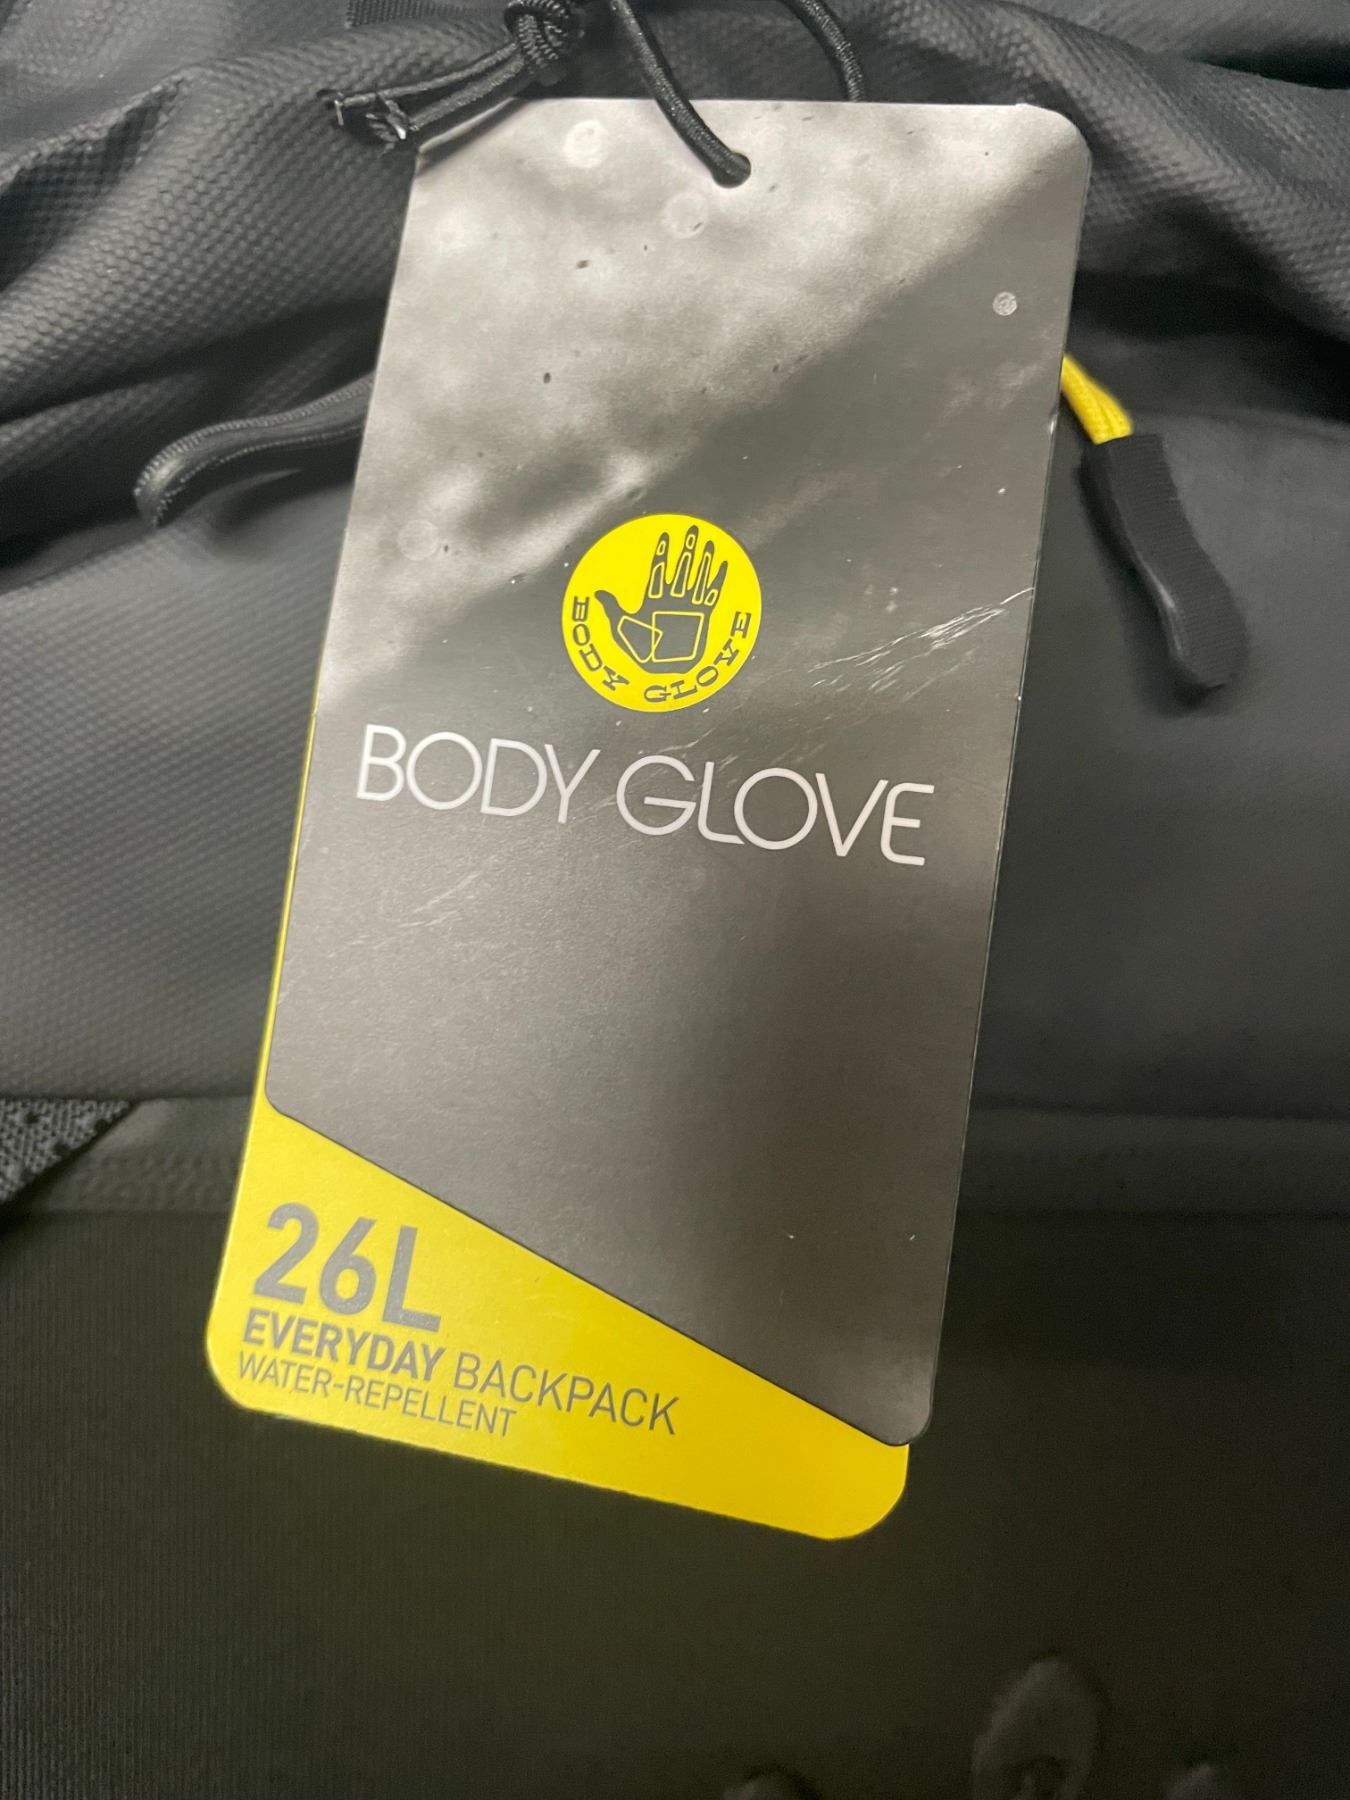 BODY GLOVE
BODY GLOVE
26L
EVERYDAY BACKPACK
WATER-REPELLENT